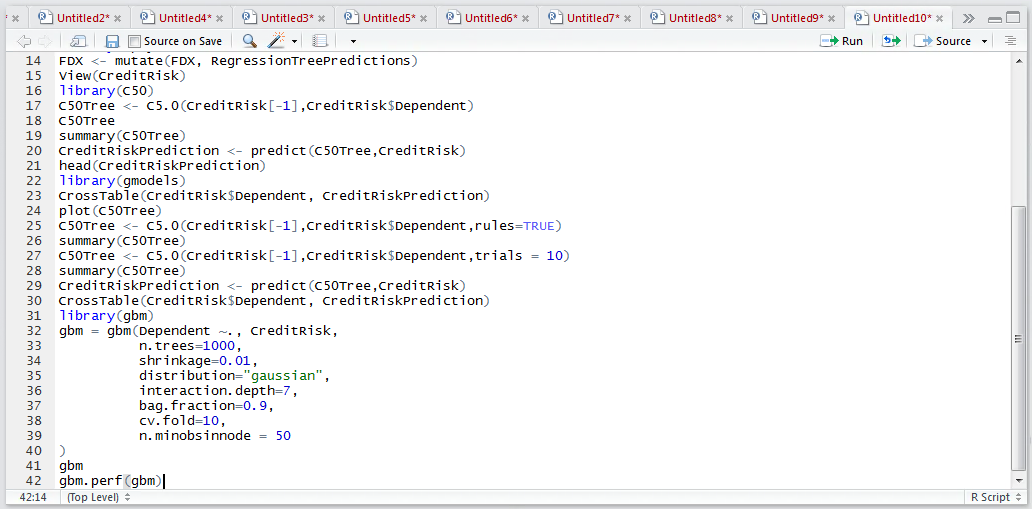 * × Untitled2* × Untitled4* × Untitled3* × Untitled5* × Untitled6* × Untitled7* × Untitled8* × Untitled9* × Untitled10* ×
Source on Save Run Source
14 FDX <- mutate(FDX, RegressionTreePredictions)
15 View(CreditRisk)
16 library(C50)
17 C50Tree <- C5.0(CreditRisk[-1],CreditRisk$Dependent)
18 C50Tree
19 summary(C50Tree)
20 CreditRiskPrediction <- predict(C50Tree,CreditRisk)
21 head(CreditRiskPrediction)
22 library(gmodels)
23 CrossTable(CreditRisk$Dependent, CreditRiskPrediction)
24 plot(C50Tree)
25 C50Tree <- C5.0(CreditRisk[-1],CreditRisk$Dependent,rules=TRUE)
26 summary(C50Tree)
27 C50Tree <- C5.0(CreditRisk[-1],CreditRisk$Dependent,trials = 10)
28 summary(C50Tree)
29 CreditRiskPrediction <- predict(C50Tree,CreditRisk)
30 CrossTable(CreditRisk$Dependent, CreditRiskPrediction)
31 library(gbm)
32 gbm = gbm(Dependent ~., CreditRisk,
33 n.trees=1000,
34 shrinkage=0.01,
35 distribution="gaussian",
36 interaction.depth=7,
37 bag.fraction=0.9,
38 cv.fold=10,
39 n.minobsinnode = 50
40 )
41 gbm
42 gbm.perf(gbm)
42:14 (Top Level) R Script